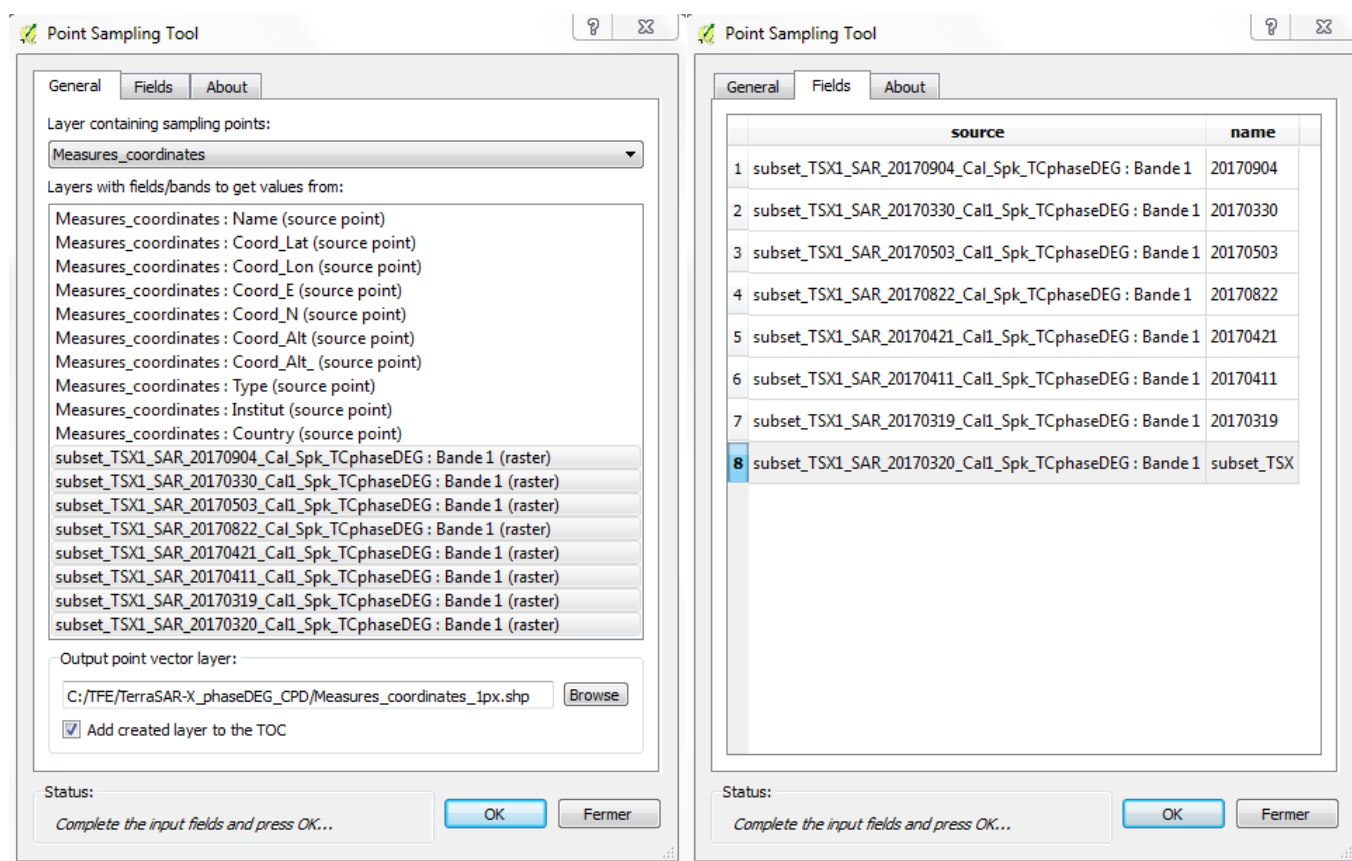 Point Sampling Tool
General Fields About
Layer containing sampling points:
Measures_coordinates
Layers with fields/bands to get values from:
Measures_coordinates : Name (source point)
Measures_coordinates : Coord_Lat (source point)
Measures_coordinates : Coord_Lon (source point)
Measures_coordinates : Coord_E (source point)
Measures_coordinates : Coord_N (source point)
Measures_coordinates : Coord_Alt (source point)
Measures_coordinates : Coord_Alt_ (source point)
Measures_coordinates : Type (source point)
Measures_coordinates : Institut (source point)
Measures_coordinates : Country (source point)
subset_TSX1_SAR_20170904_Cal_Spk_TCphaseDEG : Bande 1 (raster)
subset_TSX1_SAR_20170330_Cal1_Spk_TCphaseDEG : Bande 1 (raster)
subset_TSX1_SAR_20170503_Cal1_Spk_TCphaseDEG : Bande 1 (raster)
subset_TSX1_SAR_20170822_Cal_Spk_TCphaseDEG : Bande 1 (raster)
subset_TSX1_SAR_20170421_Cal1_Spk_TCphaseDEG : Bande 1 (raster)
subset_TSX1_SAR_20170411_Cal1_Spk_TCphaseDEG : Bande 1 (raster)
subset_TSX1_SAR_20170319_Cal1_Spk_TCphaseDEG : Bande 1 (raster)
subset_TSX1_SAR_20170320_Cal1_Spk_TCphaseDEG : Bande 1 (raster)
Output point vector layer:
C:/TFE/TerraSAR-X_phaseDEG_CPD/Measures_coordinates_1px.shp Browse
Add created layer to the TOC
Status:
Complete the input fields and press OK... OK Fermer
Point Sampling Tool
General Fields About
source name
1 subset_TSX1_SAR_20170904_Cal_Spk_TCphaseDEG : Bande 1 20170904
2 subset_TSX1_SAR_20170330_Cal1_Spk_TCphaseDEG : Bande 1 20170330
3 subset_TSX1_SAR_20170503_Cal1_Spk_TCphaseDEG : Bande 1 20170503
4 subset_TSX1_SAR_20170822_Cal_Spk_TCphaseDEG : Bande 1 20170822
5 subset_TSX1_SAR_20170421_Cal1_Spk_TCphaseDEG : Bande 1 20170421
6 subset_TSX1_SAR_20170411_Cal1_Spk_TCphaseDEG : Bande 1 20170411
7 subset_TSX1_SAR_20170319_Cal1_Spk_TCphaseDEG : Bande 1 20170319
8 subset_TSX1_SAR_20170320_Cal1_Spk_TCphaseDEG : Bande 1 subset_TSX
Status:
Complete the input fields and press OK... OK Fermer